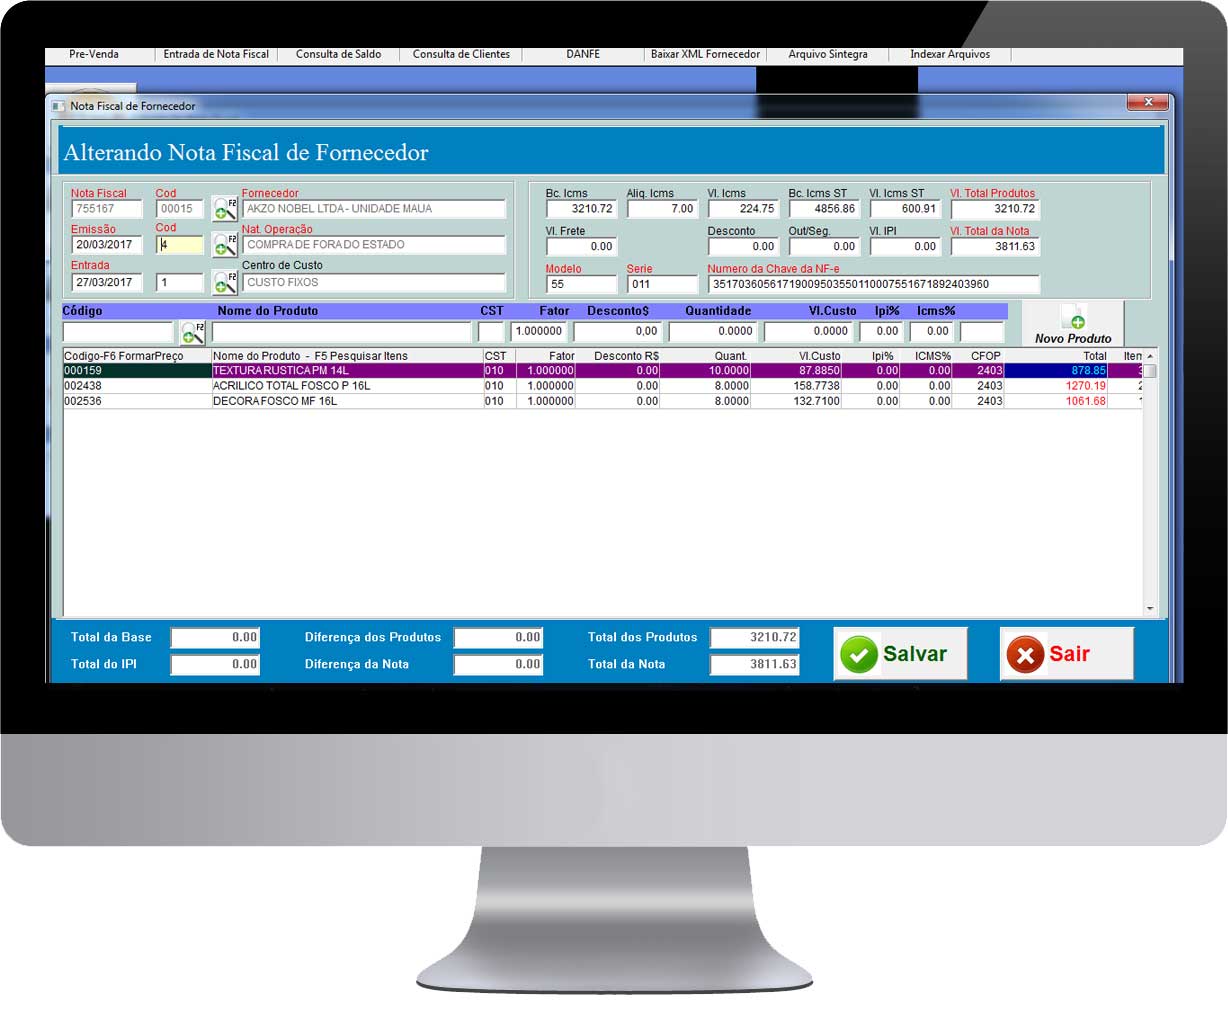 Pre-Venda Entrada de Nota Fiscal Consulta de Saldo Consulta de Clientes DANFE Baixar XML Fornecedor Arquivo Sintegra Indexar Arquivos
Nota Fiscal de Fornecedor
Alterando Nota Fiscal de Fornecedor
Nota Fiscal Cod Fornecedor Bc. Icms Aliq. Icms Vl. Icms Bc. Icms ST Vl. Icms ST Vl. Total Produtos
755167 00015 F2 AKZO NOBEL LTDA - UNIDADE MAUA 3210.72 7.00 224.75 4856.86 600.91 3210.72
Emissão Cod Nat. Operação Vl. Frete Desconto Out/Seg. Vl. IPI Vl. Total da Nota
20/03/2017 4 F2 COMPRA DE FORA DO ESTADO 0.00 0.00 0.00 0.00 3811.63
Entrada Centro de Custo Modelo Serie Numero da Chave da NF-e
27/03/2017 1 F2 CUSTO FIXOS 55 011 35170360561719009503550110007551671892403960
Código Nome do Produto CST Fator Desconto$ Quantidade Vl.Custo Ipi% Icms%
F2 1.000000 0,00 0.0000 0.0000 0.00 0.00 Novo Produto
Codigo-F6 FormarPreço Nome do Produto - F5 Pesquisar Itens CST Fator Desconto R$ Quant. Vl.Custo Ipi% ICMS% CFOP Total Item
000159 TEXTURA RUSTICA PM 14L 010 1.000000 0.00 10.0000 87.8850 0.00 0.00 2403 878.85
002438 ACRILICO TOTAL FOSCO P 16L 010 1.000000 0.00 8.0000 158.7738 0.00 0.00 2403 1270.19
002536 DECORA FOSCO MF 16L 010 1.000000 0.00 8.0000 132.7100 0.00 0.00 2403 1061.68
Total da Base 0.00 Diferença dos Produtos 0.00 Total dos Produtos 3210.72
Total do IPI 0.00 Diferença da Nota 0.00 Total da Nota 3811.63
Salvar Sair